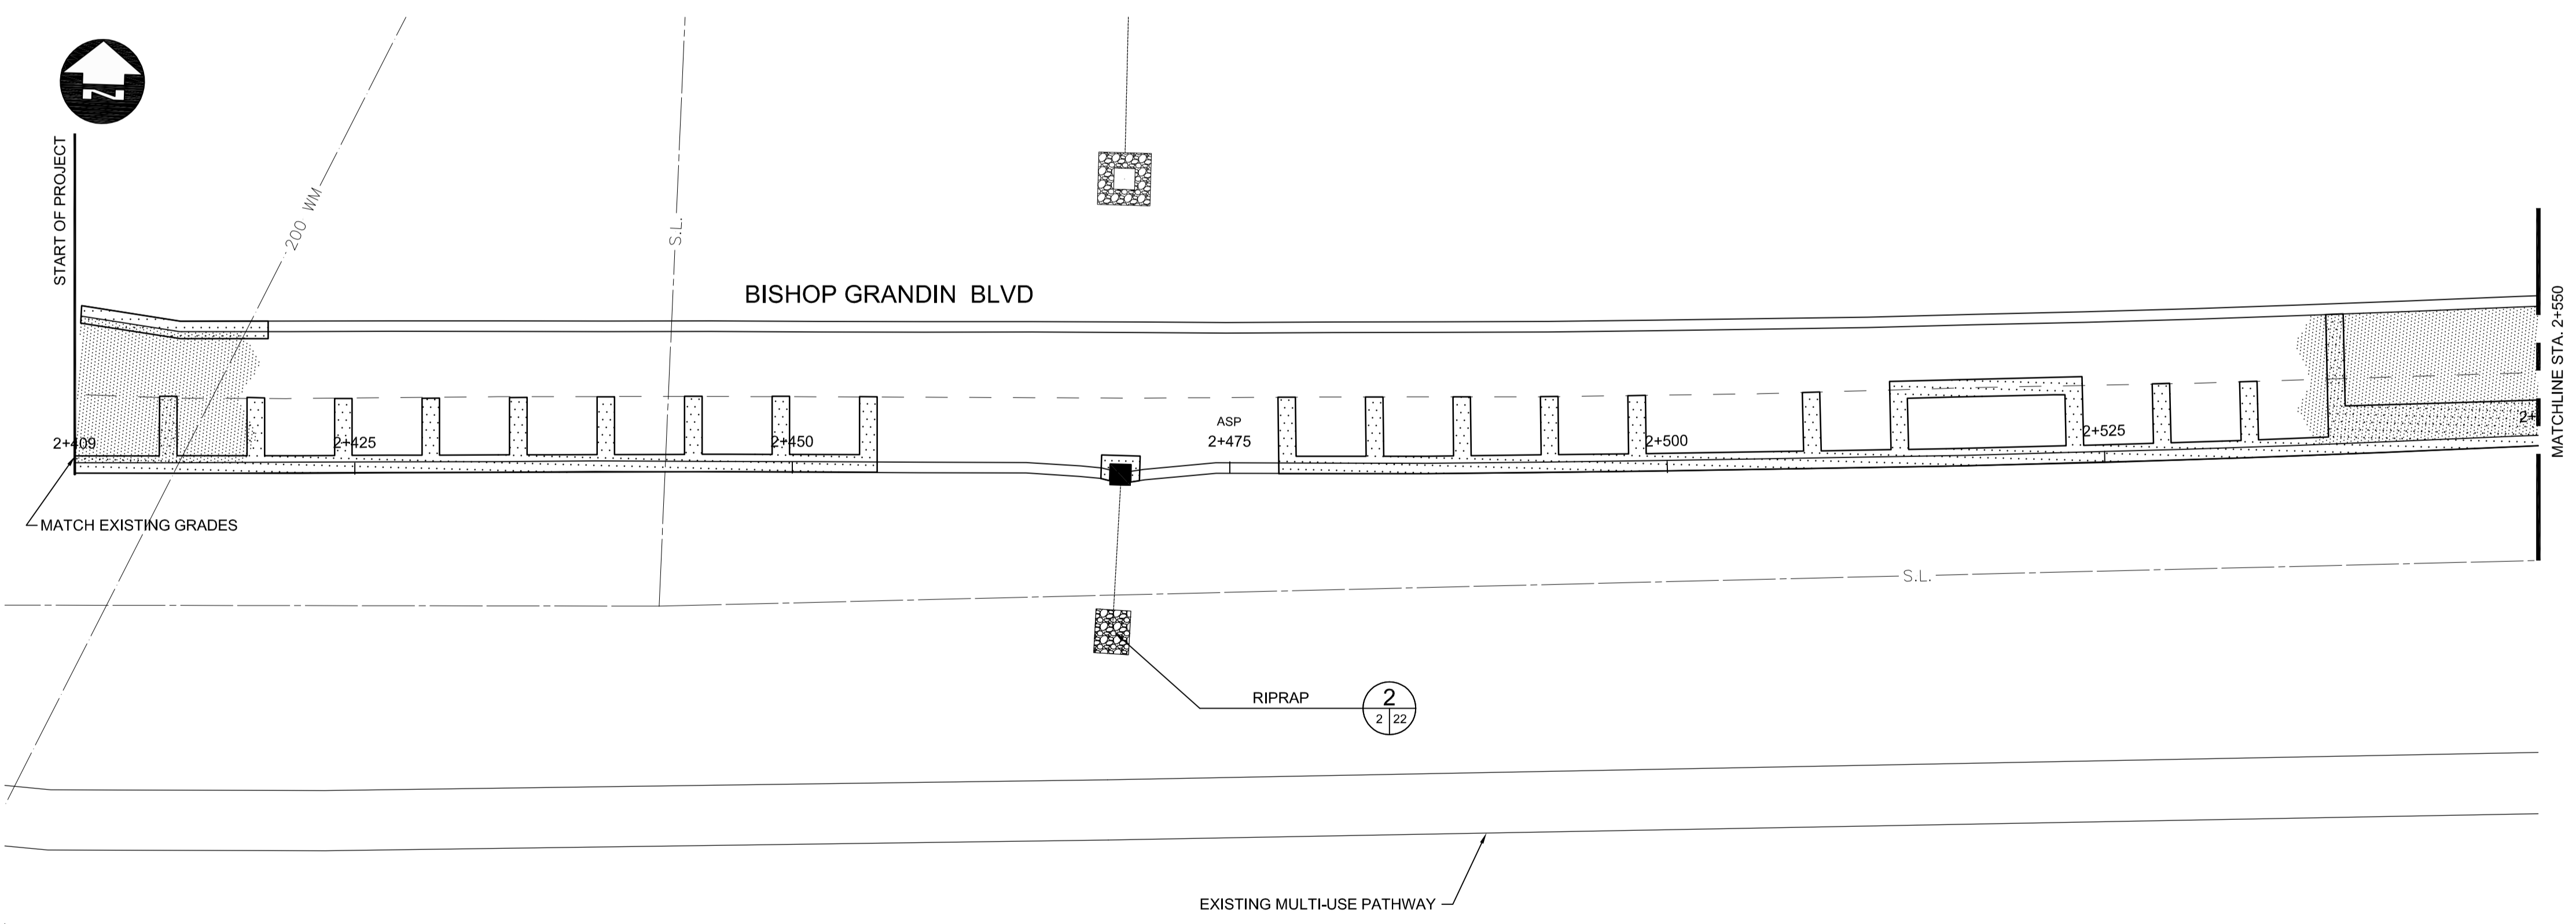 N
START OF PROJECT
200 WM
S.L.
BISHOP GRANDIN BLVD
MATCHLINE STA. 2+550
2+409
2+425
2+450
ASP
2+475
2+500
2+525
2+
MATCH EXISTING GRADES
S.L.
RIPRAP
2
2 22
EXISTING MULTI-USE PATHWAY